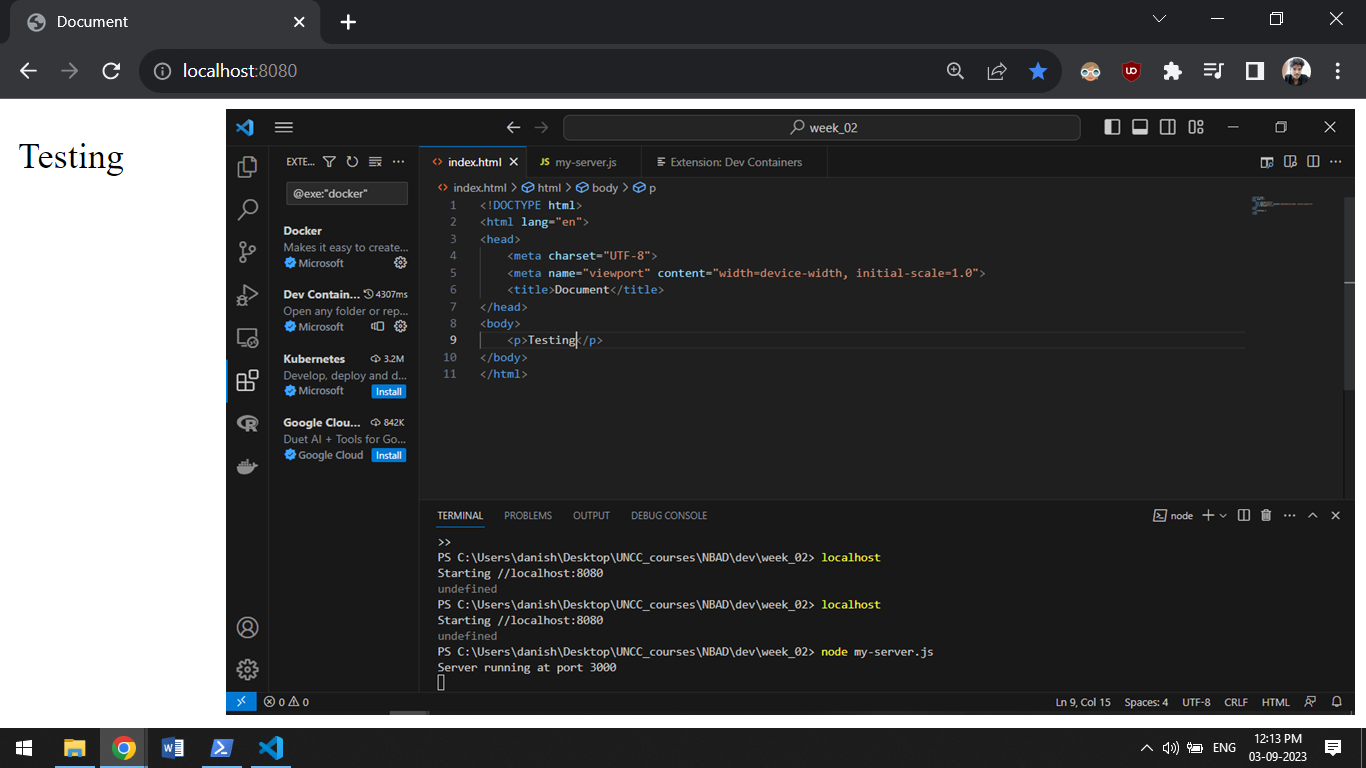 Document
localhost:8080
Testing
week_02
EXTE...
@exe:"docker"
Docker
Makes it easy to create...
Microsoft
Dev Contain... 4307ms
Open any folder or rep...
Microsoft
Kubernetes 3.2M
Develop, deploy and d...
Microsoft Install
Google Clou... 842K
Duet AI + Tools for Go...
Google Cloud Install
index.html JS my-server.js Extension: Dev Containers
index.html > html > body > p
1 <!DOCTYPE html>
2 <html lang="en">
3 <head>
4 <meta charset="UTF-8">
5 <meta name="viewport" content="width=device-width, initial-scale=1.0">
6 <title>Document</title>
7 </head>
8 <body>
9 <p>Testing</p>
10 </body>
11 </html>
TERMINAL PROBLEMS OUTPUT DEBUG CONSOLE node
>>
PS C:\Users\danish\Desktop\UNCC_courses\NBAD\dev\week_02> localhost
Starting //localhost:8080
undefined
PS C:\Users\danish\Desktop\UNCC_courses\NBAD\dev\week_02> localhost
Starting //localhost:8080
undefined
PS C:\Users\danish\Desktop\UNCC_courses\NBAD\dev\week_02> node my-server.js
Server running at port 3000
0 0 Ln 9, Col 15 Spaces: 4 UTF-8 CRLF HTML
ENG
12:13 PM
03-09-2023